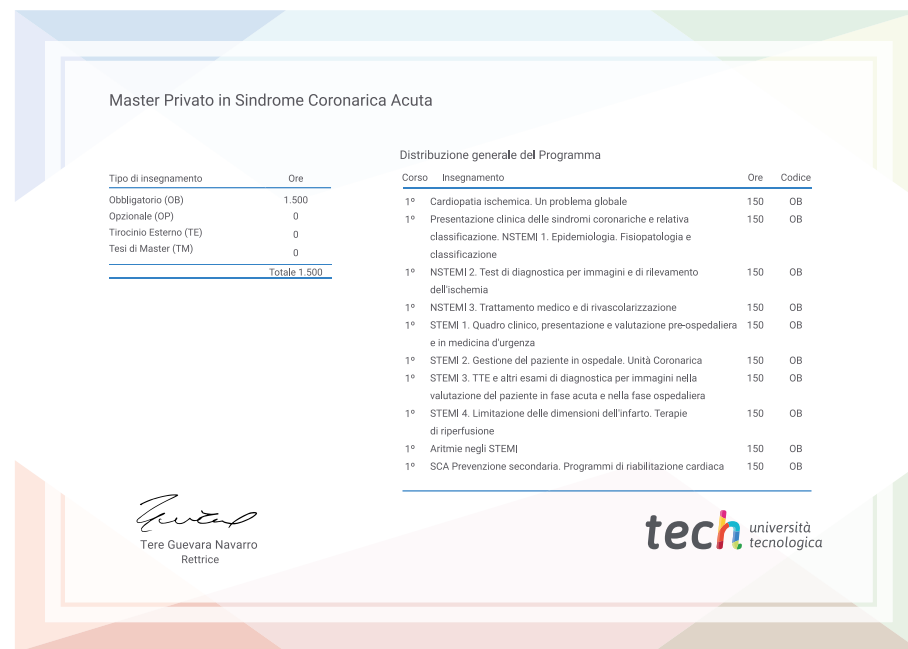 Master Privato in Sindrome Coronarica Acuta
Tipo di insegnamento Ore
Obbligatorio (OB) 1.500
Opzionale (OP) 0
Tirocinio Esterno (TE) 0
Tesi di Master (TM) 0
Totale 1.500
Distribuzione generale del Programma
Corso Insegnamento Ore Codice
1º Cardiopatia ischemica. Un problema globale 150 OB
1º Presentazione clinica delle sindromi coronariche e relativa 150 OB
classificazione. NSTEMI 1. Epidemiologia. Fisiopatologia e
classificazione
1º NSTEMI 2. Test di diagnostica per immagini e di rilevamento 150 OB
dell'ischemia
1º NSTEMI 3. Trattamento medico e di rivascolarizzazione 150 OB
1º STEMI 1. Quadro clinico, presentazione e valutazione pre-ospedaliera 150 OB
e in medicina d'urgenza
1º STEMI 2. Gestione del paziente in ospedale. Unità Coronarica 150 OB
1º STEMI 3. TTE e altri esami di diagnostica per immagini nella 150 OB
valutazione del paziente in fase acuta e nella fase ospedaliera
1º STEMI 4. Limitazione delle dimensioni dell'infarto. Terapie 150 OB
di riperfusione
1º Aritmie negli STEMI 150 OB
1º SCA Prevenzione secondaria. Programmi di riabilitazione cardiaca 150 OB
Tere Guevara Navarro
Rettrice
tech università
tecnologica